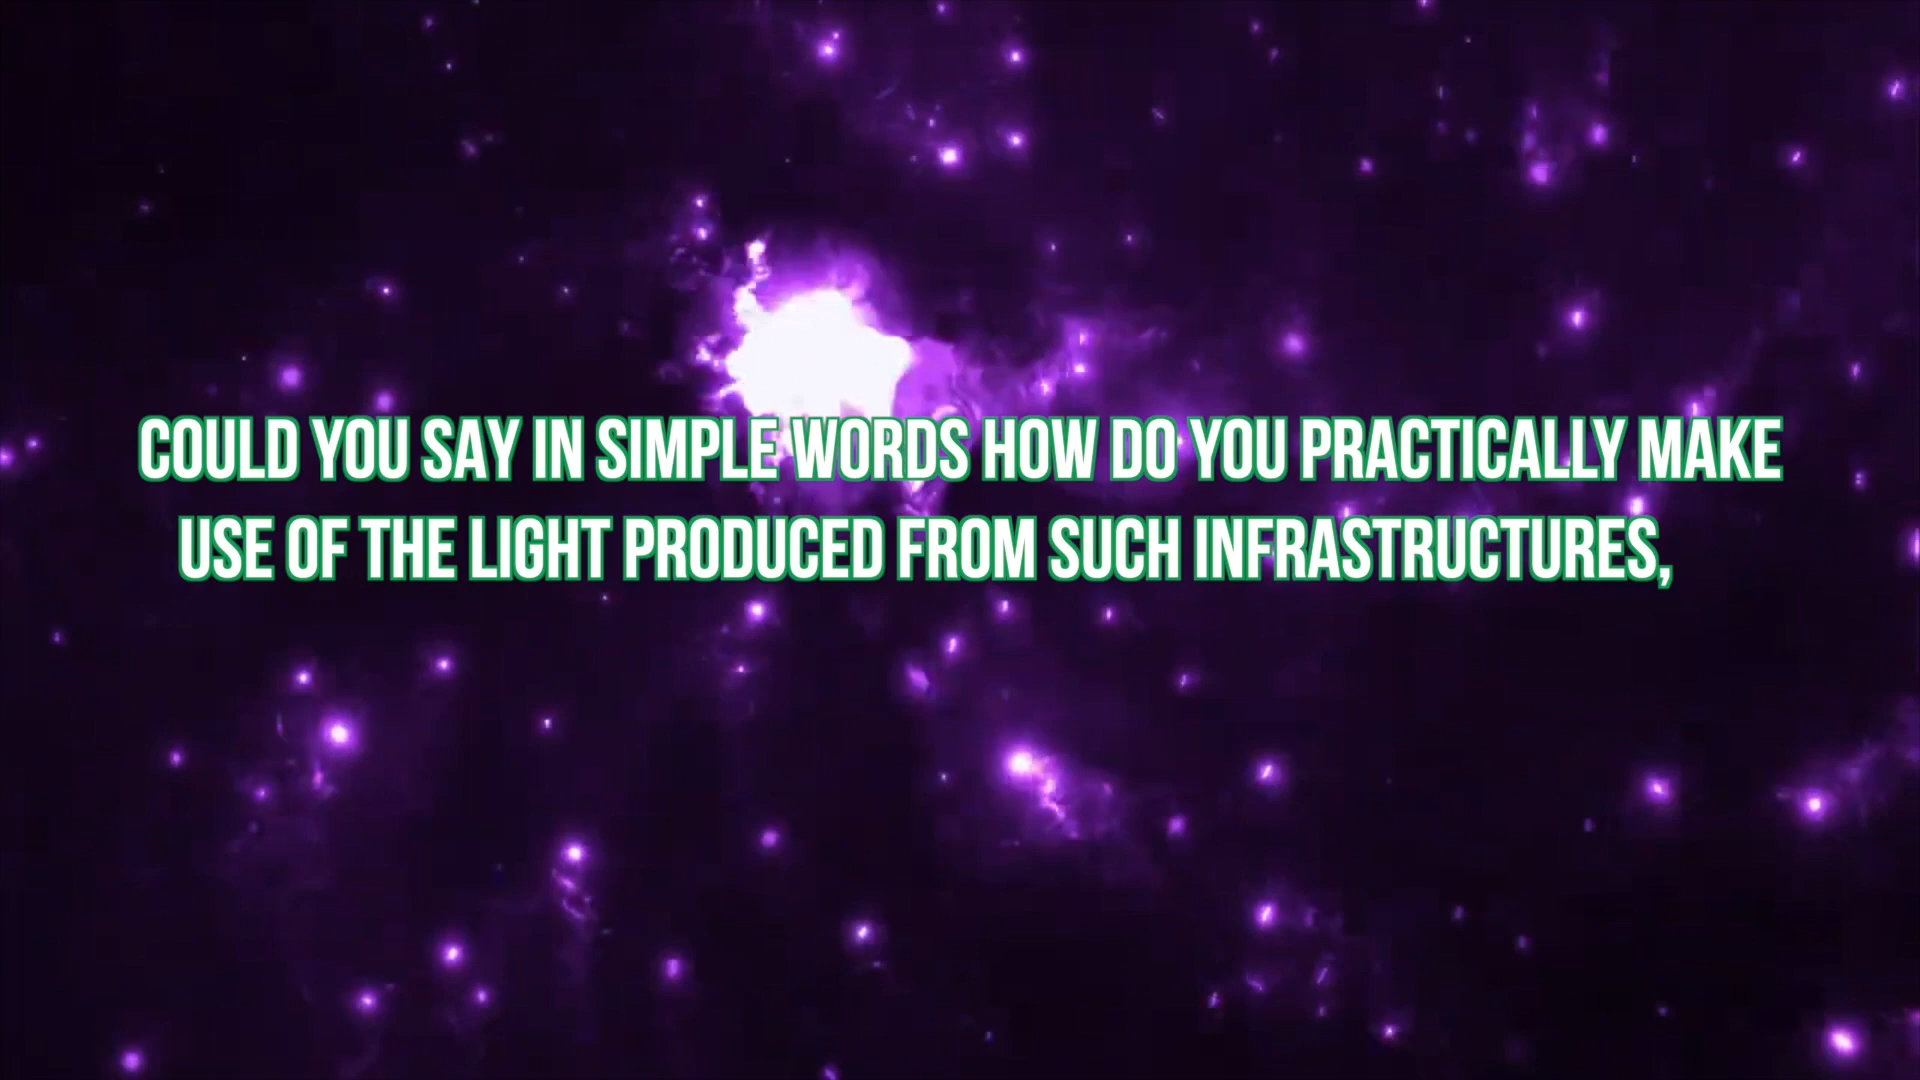 COULD YOU SAY IN SIMPLE WORDS HOW DO YOU PRACTICALLY MAKE
USE OF THE LIGHT PRODUCED FROM SUCH INFRASTRUCTURES,